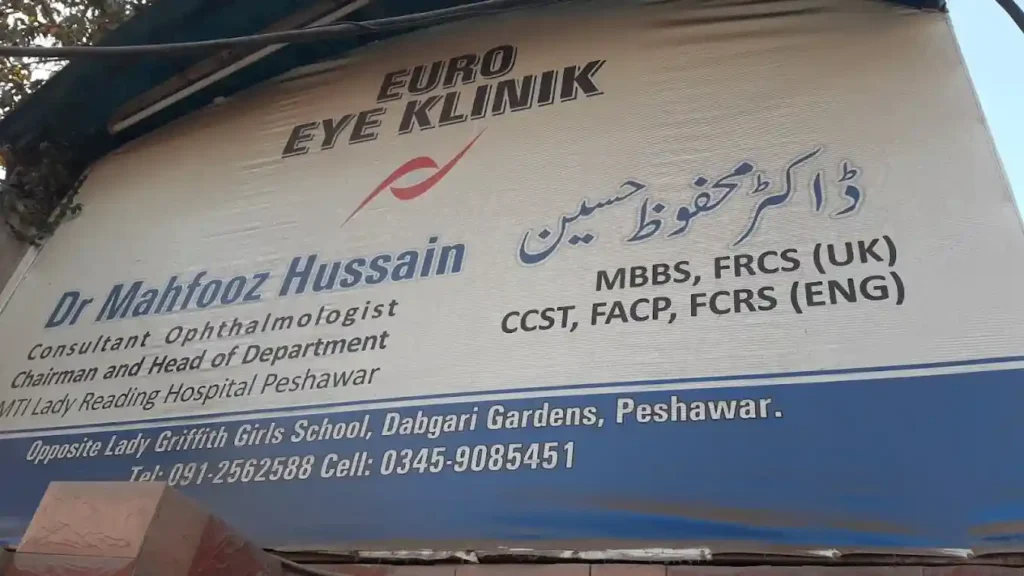 EURO
EYE KLINIK
ڈاکٹر محفوظ حسین
MBBS, FRCS (UK)
CCST, FACP, FCRS (ENG)
Dr Mahfooz Hussain
Consultant Ophthalmologist
Chairman and Head of Department
MTI Lady Reading Hospital Peshawar
Opposite Lady Griffith Girls School, Dabgari Gardens, Peshawar.
Tel: 091-2562588 Cell: 0345-9085451